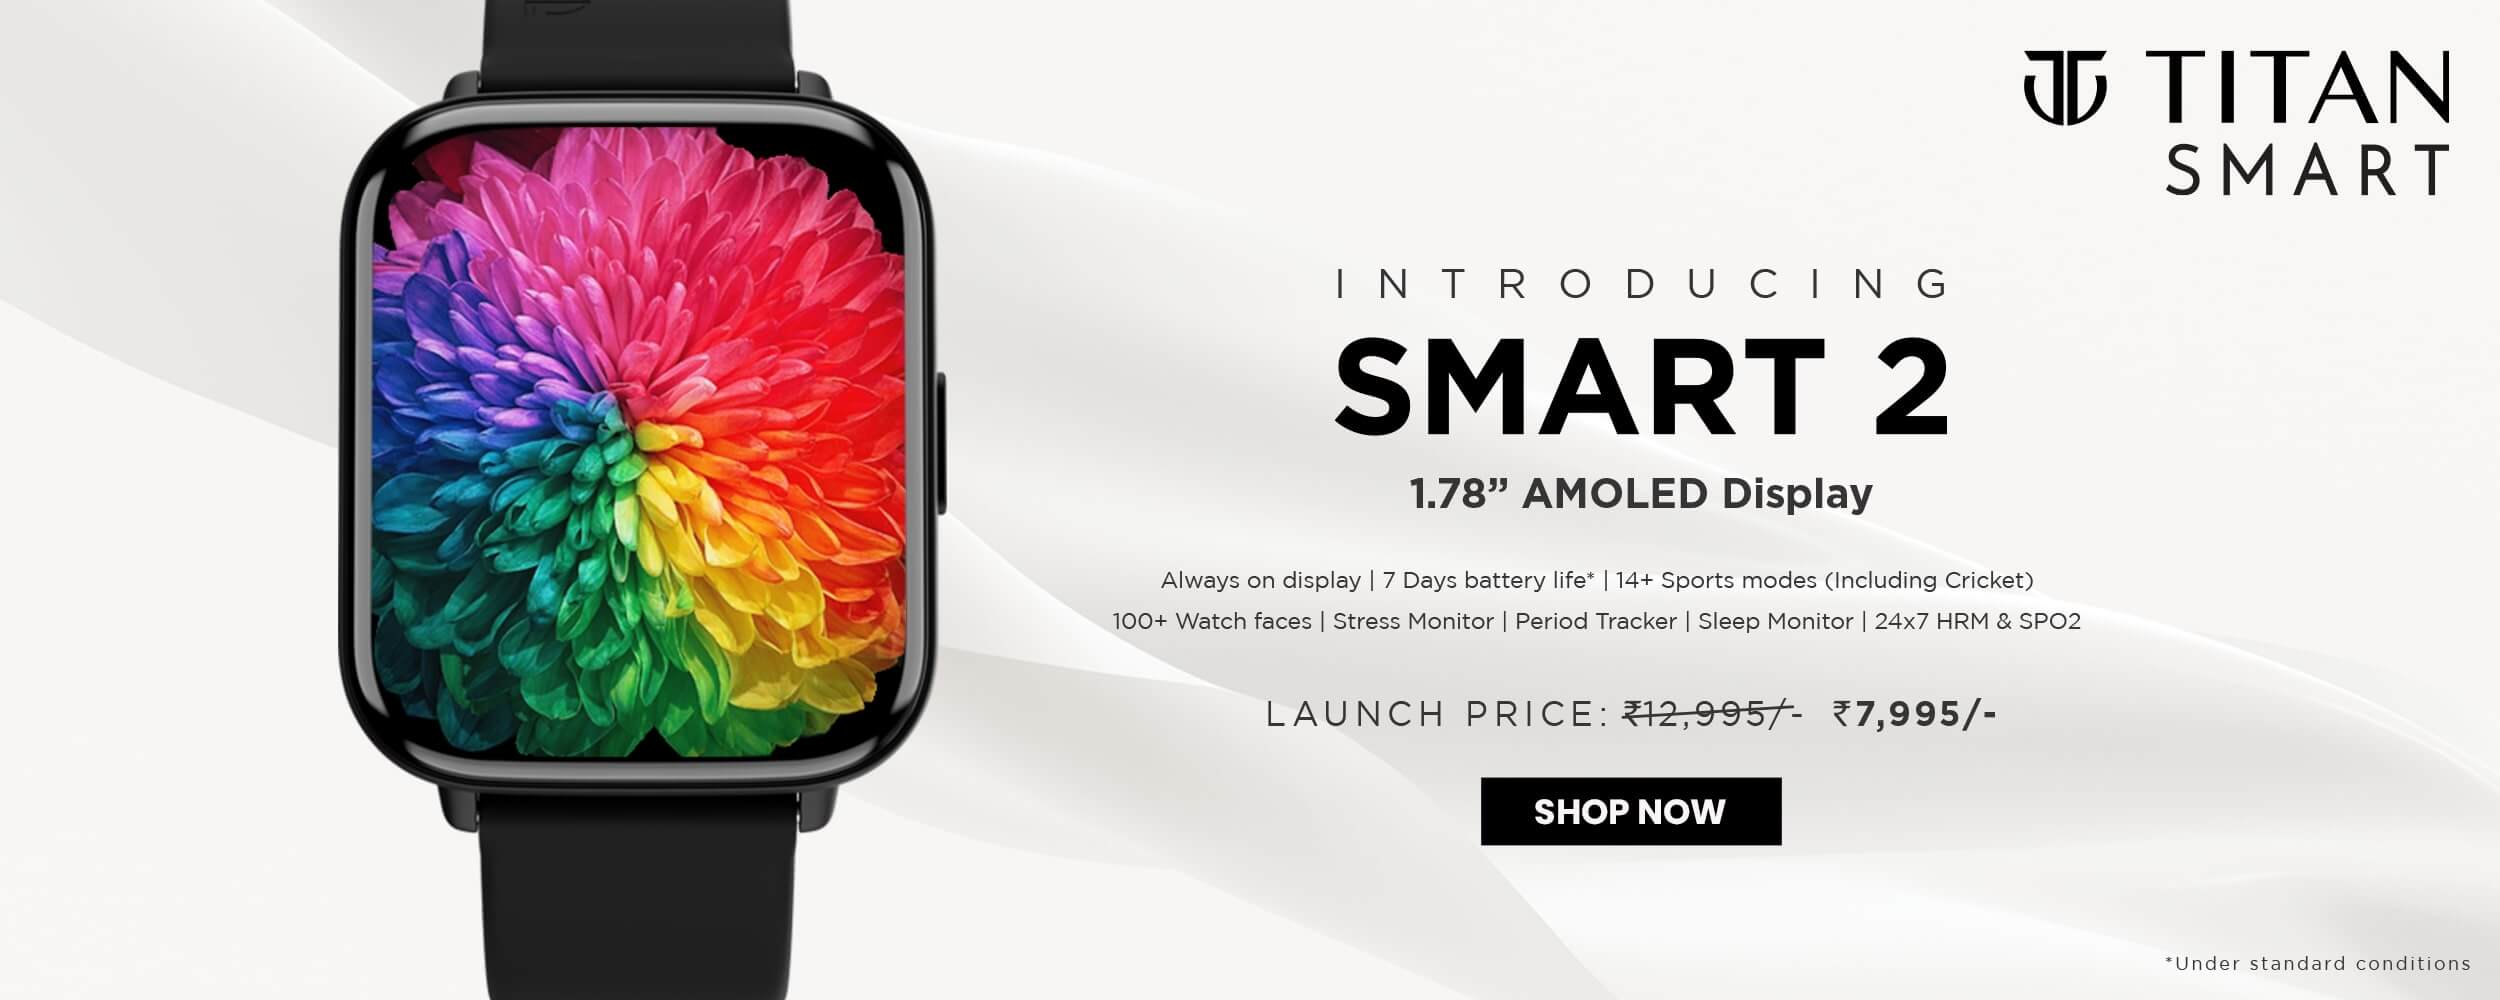 TITAN
SMART
INTRODUCING
SMART 2
1.78” AMOLED Display
Always on display | 7 Days battery life* | 14+ Sports modes (Including Cricket)
100+ Watch faces | Stress Monitor | Period Tracker | Sleep Monitor | 24x7 HRM & SPO2
LAUNCH PRICE: ₹12,995/- ₹7,995/-
SHOP NOW
*Under standard conditions